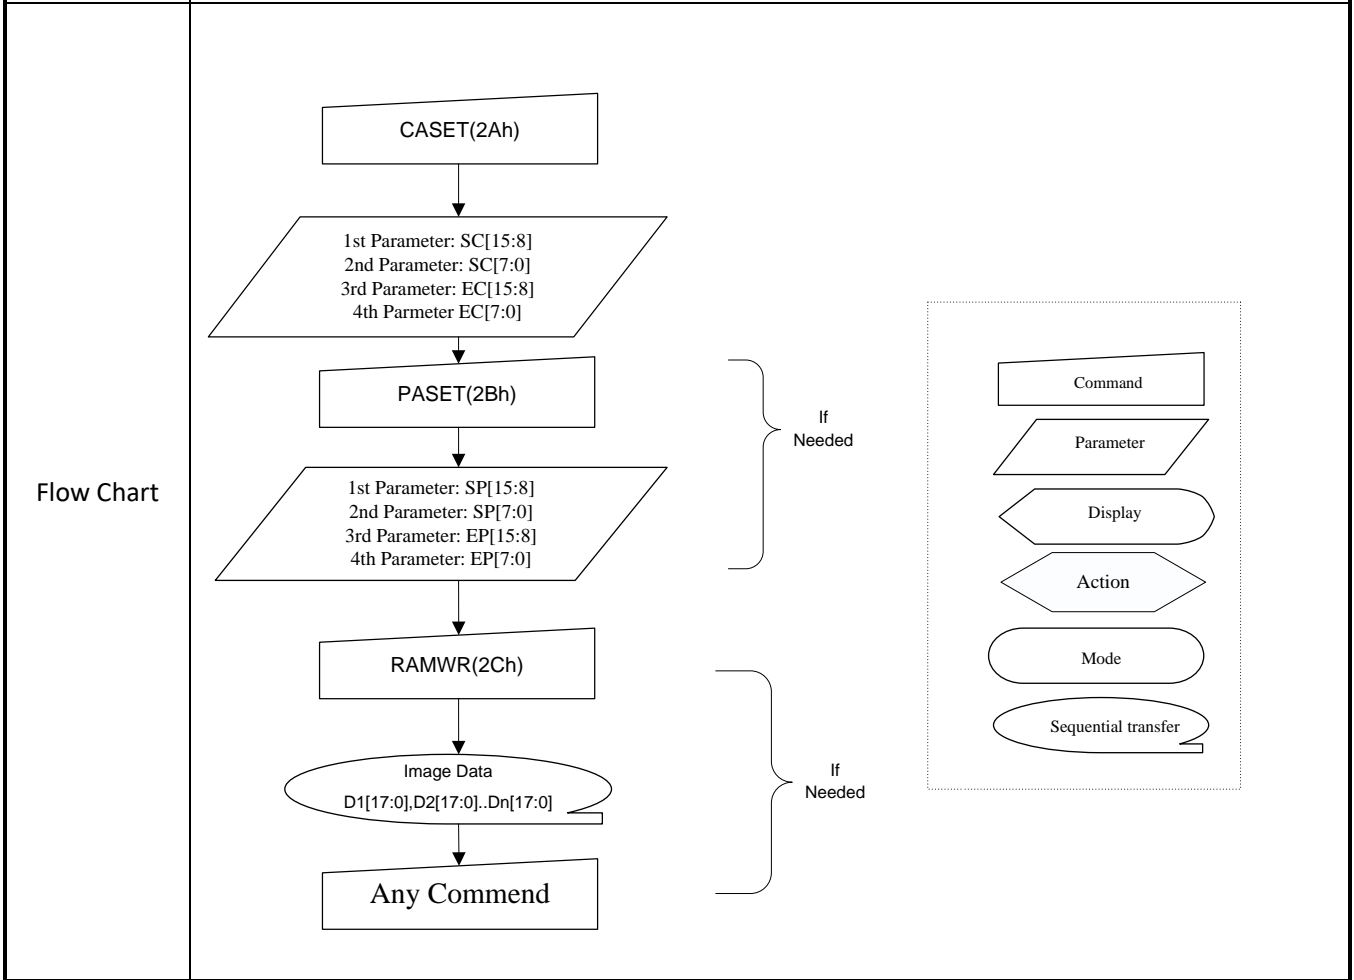 Flow Chart
CASET(2Ah)
1st Parameter: SC[15:8]
2nd Parameter: SC[7:0]
3rd Parameter: EC[15:8]
4th Parmeter EC[7:0]
PASET(2Bh)
If
Needed
1st Parameter: SP[15:8]
2nd Parameter: SP[7:0]
3rd Parameter: EP[15:8]
4th Parameter: EP[7:0]
RAMWR(2Ch)
Image Data
D1[17:0],D2[17:0]..Dn[17:0]
If
Needed
Any Commend
Command
Parameter
Display
Action
Mode
Sequential transfer